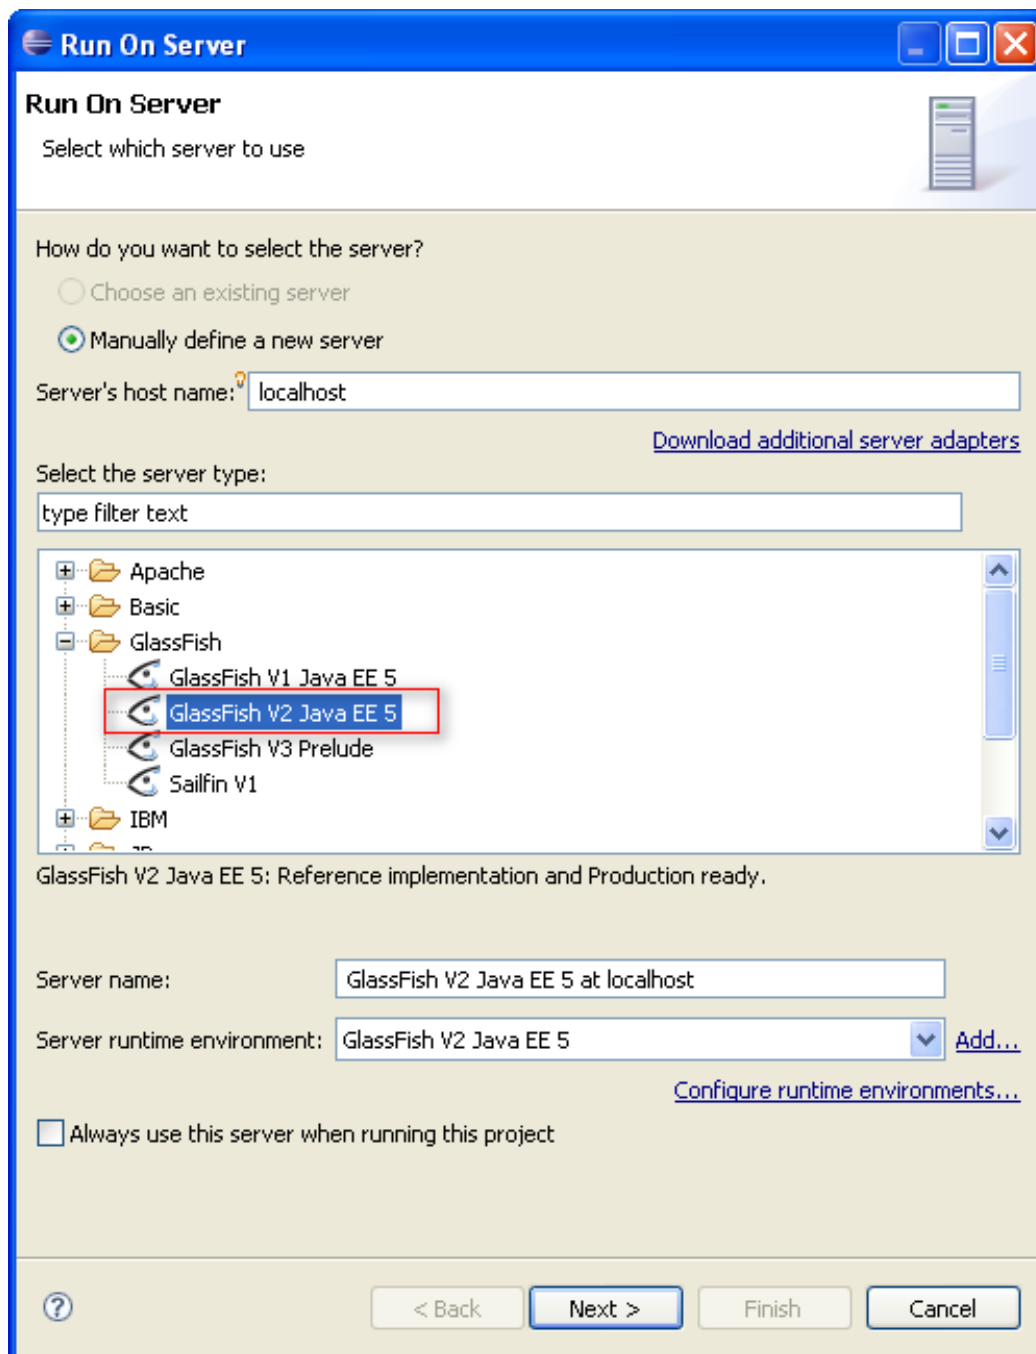 Run On Server
Run On Server
Select which server to use
How do you want to select the server?
Choose an existing server
Manually define a new server
Server's host name: localhost
Download additional server adapters
Select the server type:
type filter text
Apache
Basic
GlassFish
GlassFish V1 Java EE 5
GlassFish V2 Java EE 5
GlassFish V3 Prelude
Sailfin V1
IBM
GlassFish V2 Java EE 5: Reference implementation and Production ready.
Server name: GlassFish V2 Java EE 5 at localhost
Server runtime environment: GlassFish V2 Java EE 5 Add...
Configure runtime environments...
Always use this server when running this project
? < Back Next > Finish Cancel